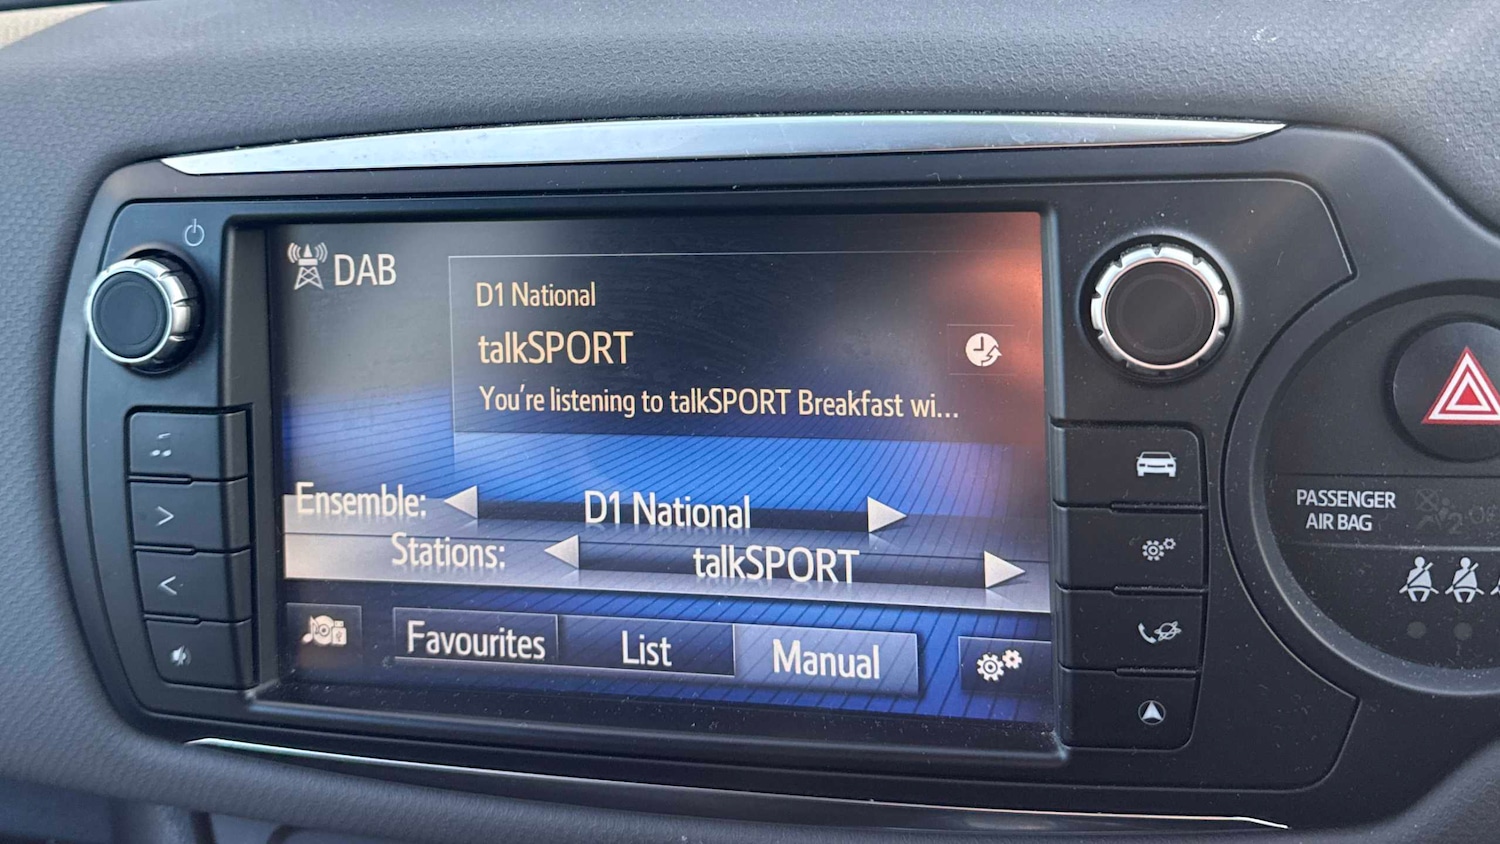 DAB
D1 National
talkSPORT
You're listening to talkSPORT Breakfast wi...
Ensemble: D1 National
Stations: talkSPORT
Favourites List Manual
PASSENGER
AIR BAG